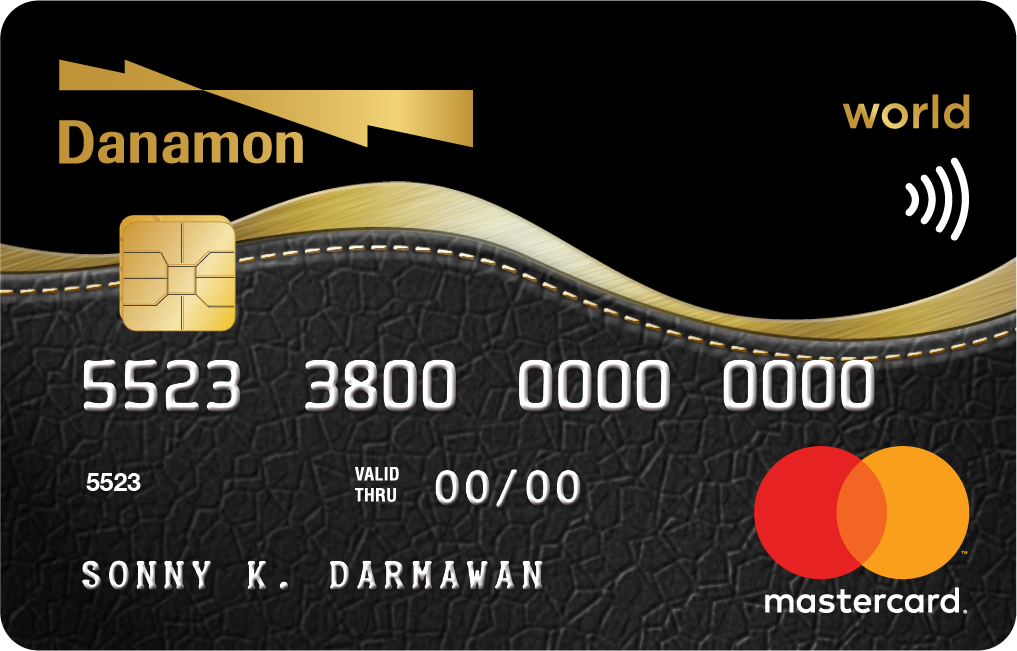 Danamon
world
5523 3800 0000 0000
5523
VALID THRU 00/00
SONNY K. DARMAWAN
mastercard.